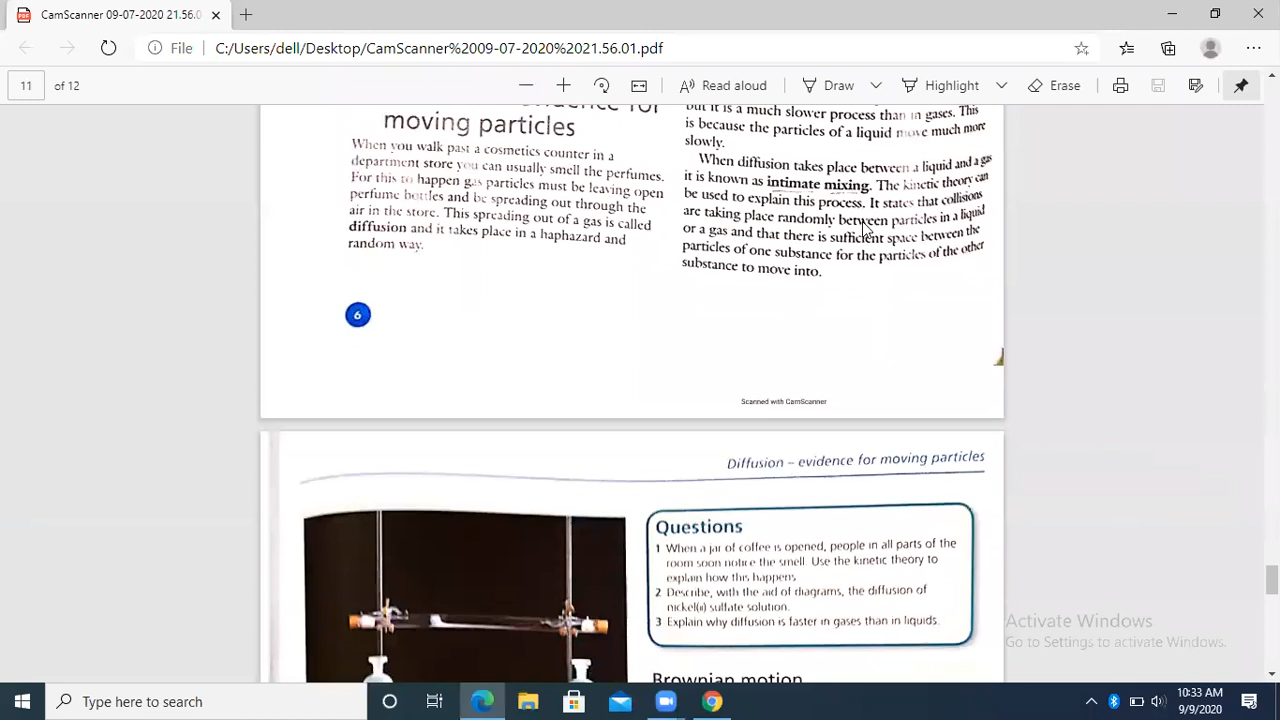 CamScanner 09-07-2020 21.56.0
File
C:/Users/dell/Desktop/CamScanner%2009-07-2020%2021.56.01.pdf
11
of 12
Read aloud
Draw
Highlight
Erase
evidence for
moving particles
When you walk past a cosmetics counter in a
department store you can usually smell the perfumes.
For this to happen gas particles must be leaving open
perfume bottles and be spreading out through the
air in the store. This spreading out of a gas is called
diffusion and it takes place in a haphazard and
random way.
6
but it is a much slower process than in gases. This
is because the particles of a liquid move much more
slowly.
When diffusion takes place between a liquid and a gas
it is known as intimate mixing. The kinetic theory can
be used to explain this process. It states that collisions
are taking place randomly between particles in a liquid
or a gas and that there is sufficient space between the
particles of one substance for the particles of the other
substance to move into.
Scanned with CamScanner
Diffusion – evidence for moving particles
Questions
1 When a jar of coffee is opened, people in all parts of the
room soon notice the smell. Use the kinetic theory to
explain how this happens
2 Describe, with the aid of diagrams, the diffusion of
nickel(II) sulfate solution.
3 Explain why diffusion is faster in gases than in liquids.
Brownian motion
Activate Windows
Go to Settings to activate Windows.
Type here to search
10:33 AM
9/9/2020